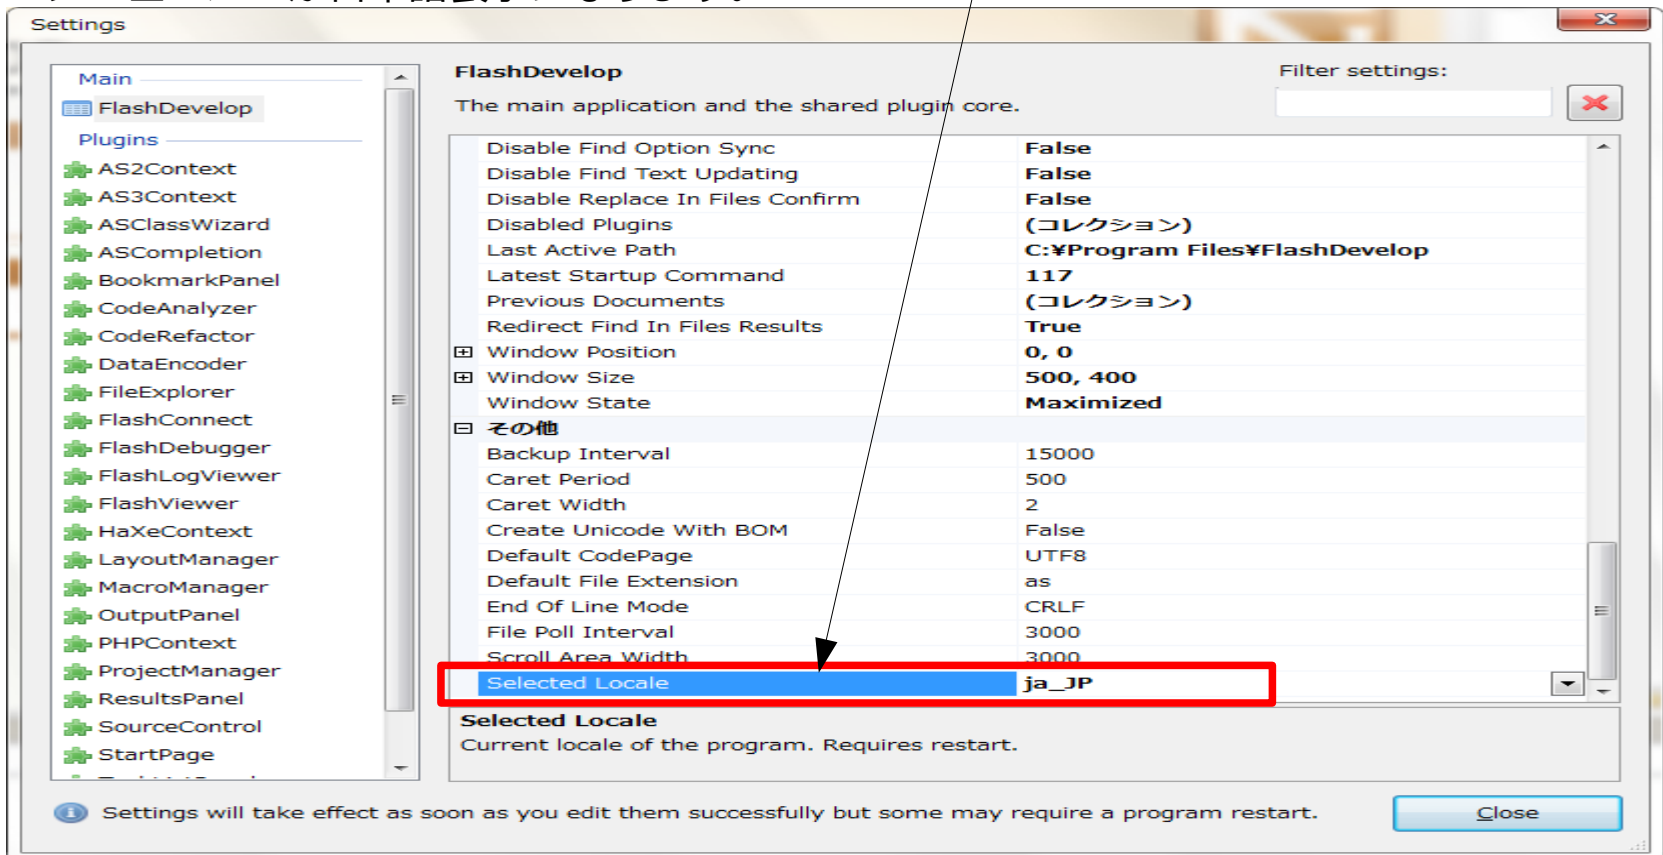 Settings
Main
FlashDevelop
Plugins
AS2Context
AS3Context
ASClassWizard
ASCompletion
BookmarkPanel
CodeAnalyzer
CodeRefactor
DataEncoder
FileExplorer
FlashConnect
FlashDebugger
FlashLogViewer
FlashViewer
HaXeContext
LayoutManager
MacroManager
OutputPanel
PHPContext
ProjectManager
ResultsPanel
SourceControl
StartPage
FlashDevelop
Filter settings:
The main application and the shared plugin core.
Disable Find Option Sync False
Disable Find Text Updating False
Disable Replace In Files Confirm False
Disabled Plugins (コレクション)
Last Active Path C:¥Program Files¥FlashDevelop
Latest Startup Command 117
Previous Documents (コレクション)
Redirect Find In Files Results True
Window Position 0, 0
Window Size 500, 400
Window State Maximized
その他
Backup Interval 15000
Caret Period 500
Caret Width 2
Create Unicode With BOM False
Default CodePage UTF8
Default File Extension as
End Of Line Mode CRLF
File Poll Interval 3000
Scroll Area Width 3000
Selected Locale ja_JP
Selected Locale
Current locale of the program. Requires restart.
Settings will take effect as soon as you edit them successfully but some may require a program restart.
Close